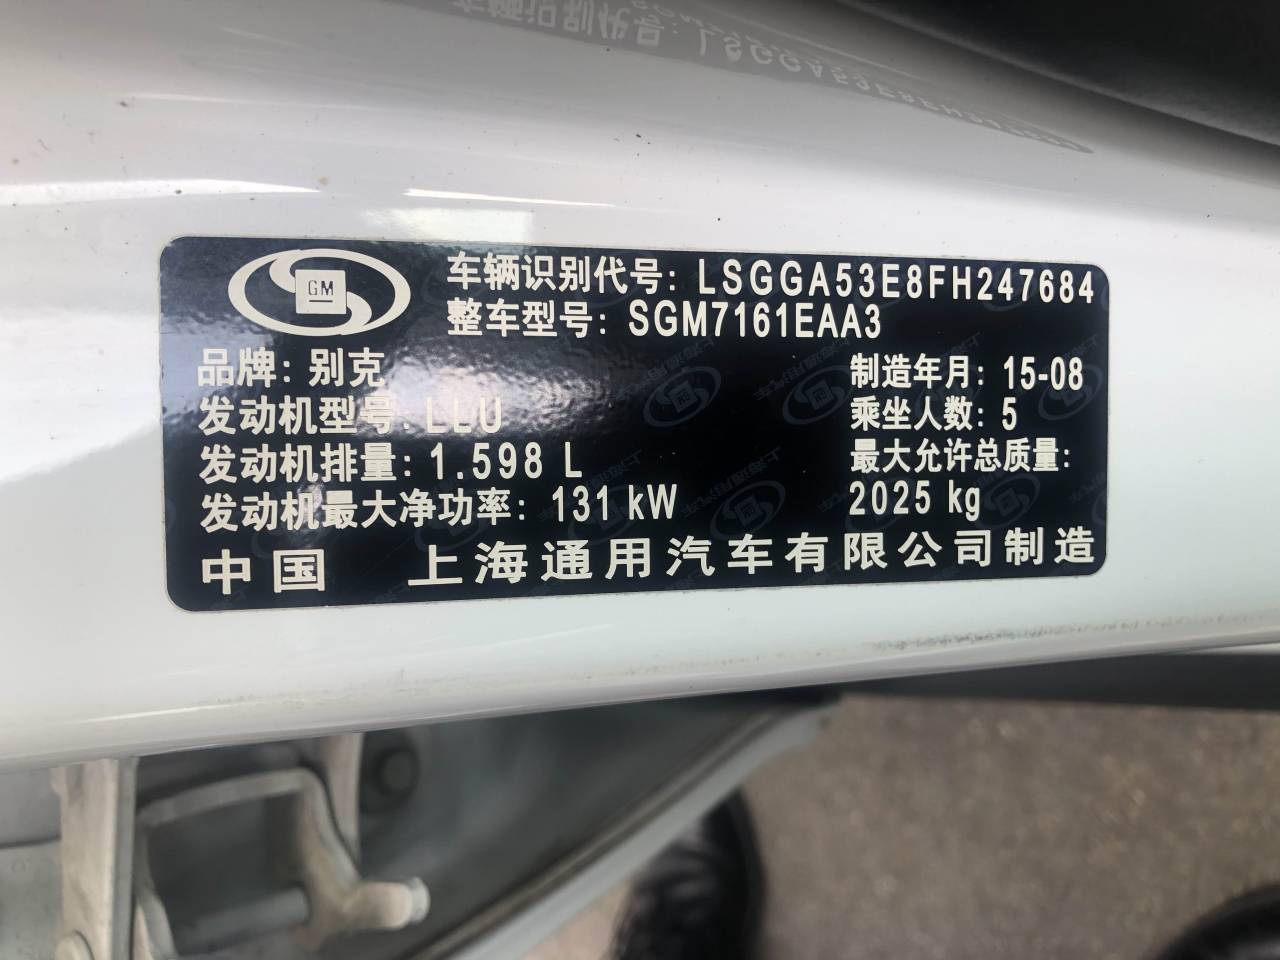 GM
车辆识别代号: LSGGA53E8FH247684
整车型号: SGM7161EAA3
品牌: 别克
制造年月: 15-08
发动机型号: LLU
乘坐人数: 5
发动机排量: 1.598 L
最大允许总质量:
发动机最大净功率: 131 kW
2025 kg
中国 上海通用汽车有限公司制造